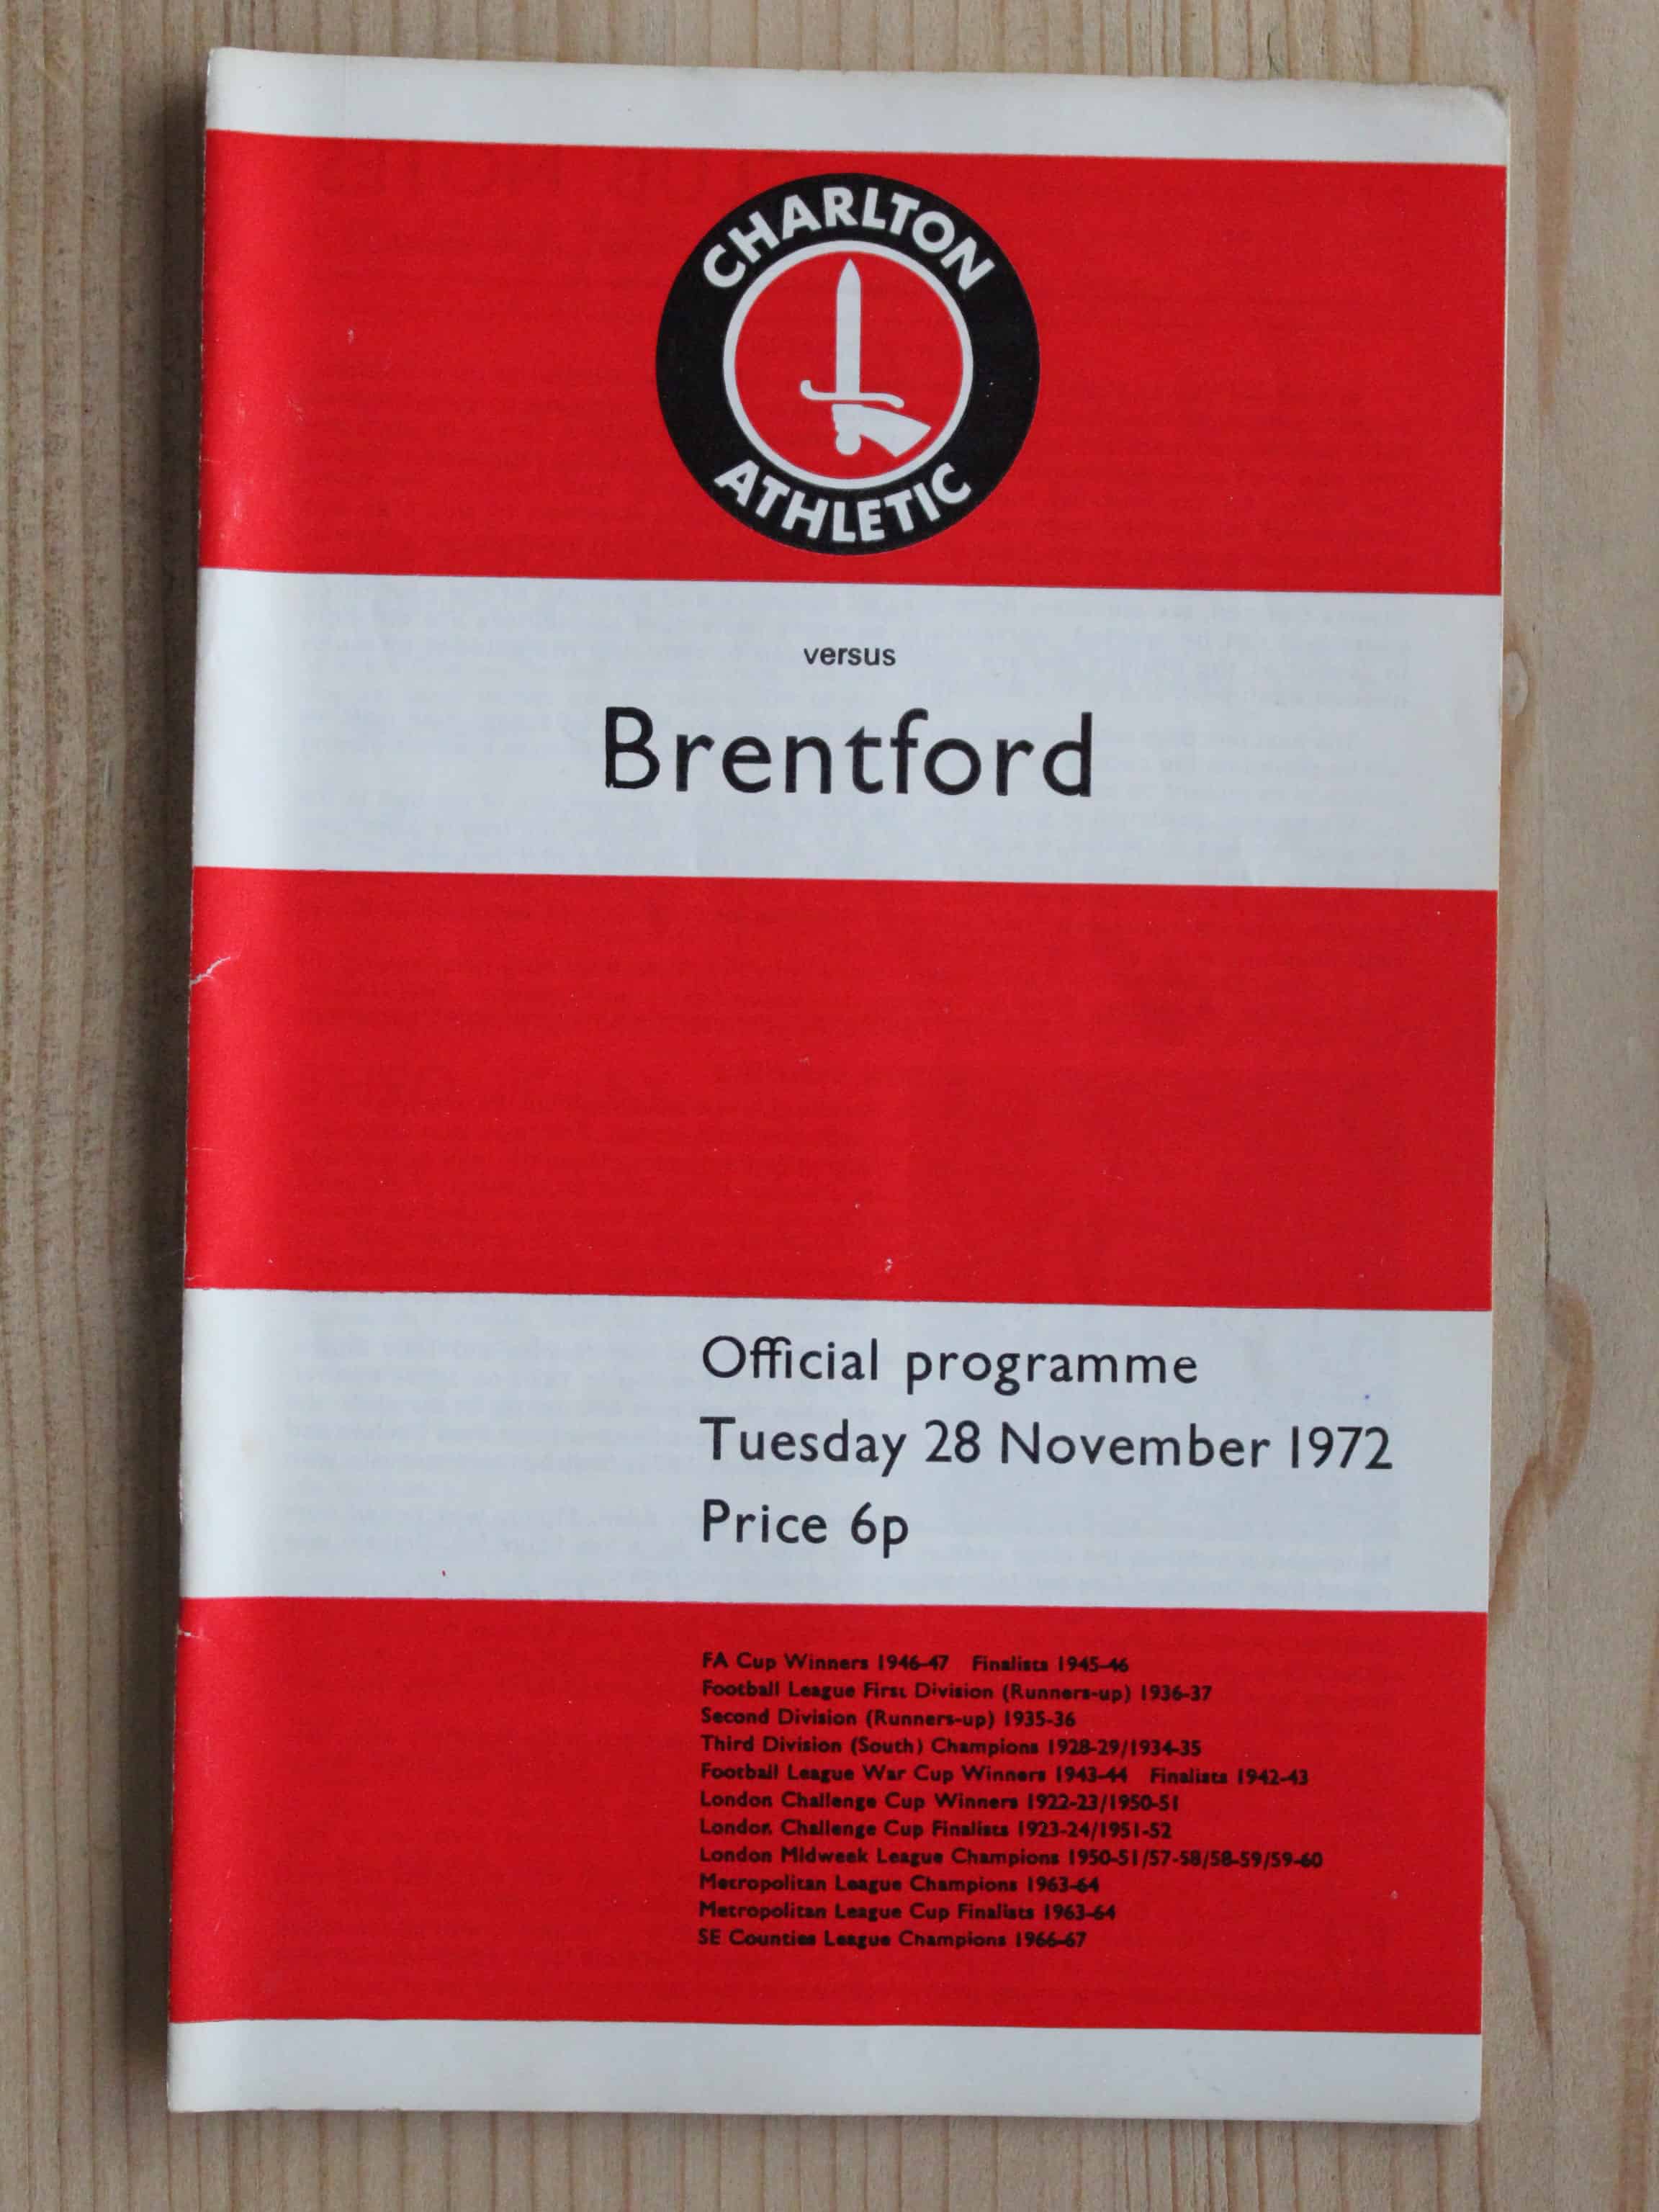 CHARLTON
ATHLETIC
versus
Brentford
Official programme
Tuesday 28 November 1972
Price 6p
FA Cup Winners 1946-47 Finalists 1945-46
Football League First Division (Runners-up) 1936-37
Second Division (Runners-up) 1935-36
Third Division (South) Champions 1928-29/1934-35
Football League War Cup Winners 1943-44 Finalists 1942-43
London Challenge Cup Winners 1922-23/1950-51
London Challenge Cup Finalists 1923-24/1951-52
London Midweek League Champions 1950-51/57-58/58-59/59-60
Metropolitan League Champions 1963-64
Metropolitan League Cup Finalists 1963-64
SE Counties League Champions 1966-67